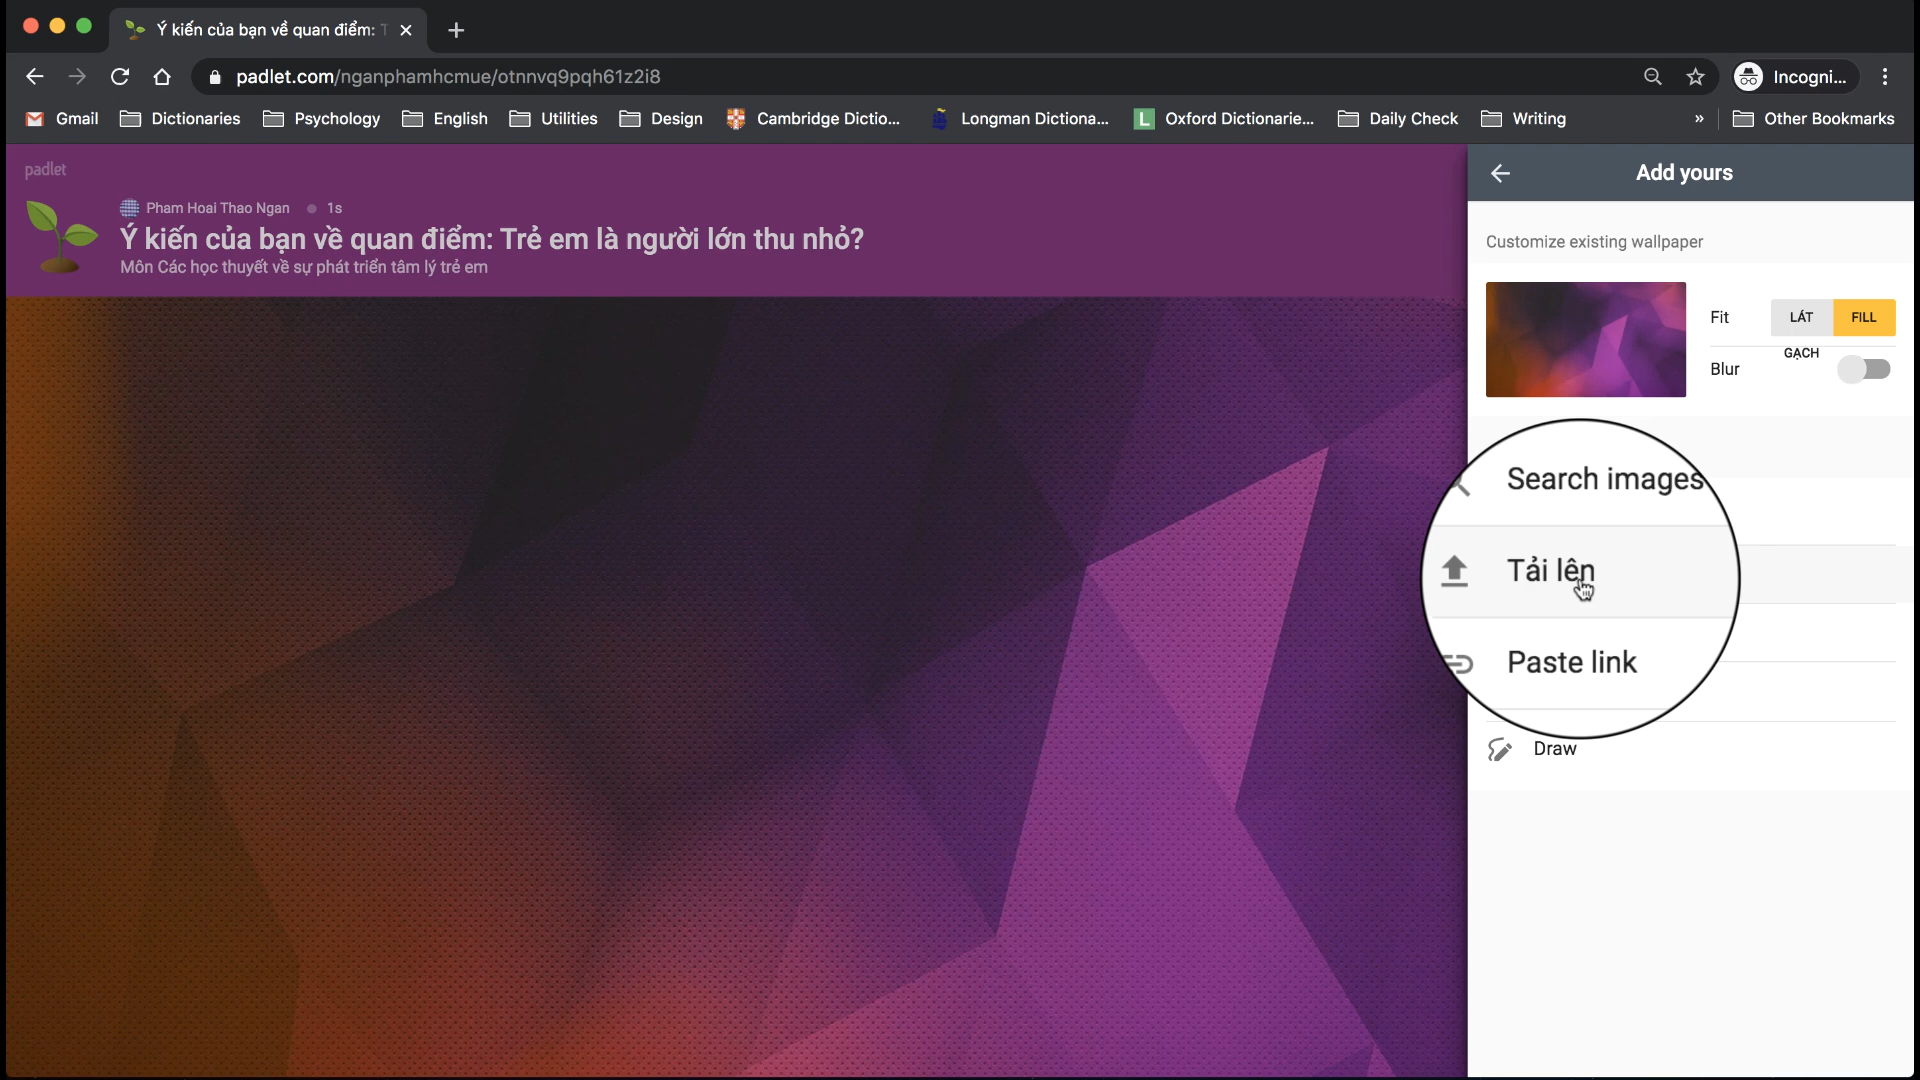 Ý kiến của bạn về quan điểm: T
padlet.com/nganphamhcmue/otnnvq9pqh61z2i8
Incogni...
Gmail
Dictionaries
Psychology
English
Utilities
Design
Cambridge Dictio...
Longman Dictiona...
L Oxford Dictionarie...
Daily Check
Writing
»
Other Bookmarks
padlet
Pham Hoai Thao Ngan 1s
Ý kiến của bạn về quan điểm: Trẻ em là người lớn thu nhỏ?
Môn Các học thuyết về sự phát triển tâm lý trẻ em
Add yours
Customize existing wallpaper
Fit
LÁT GẠCH
FILL
Blur
Search images
Tải lên
Paste link
Draw